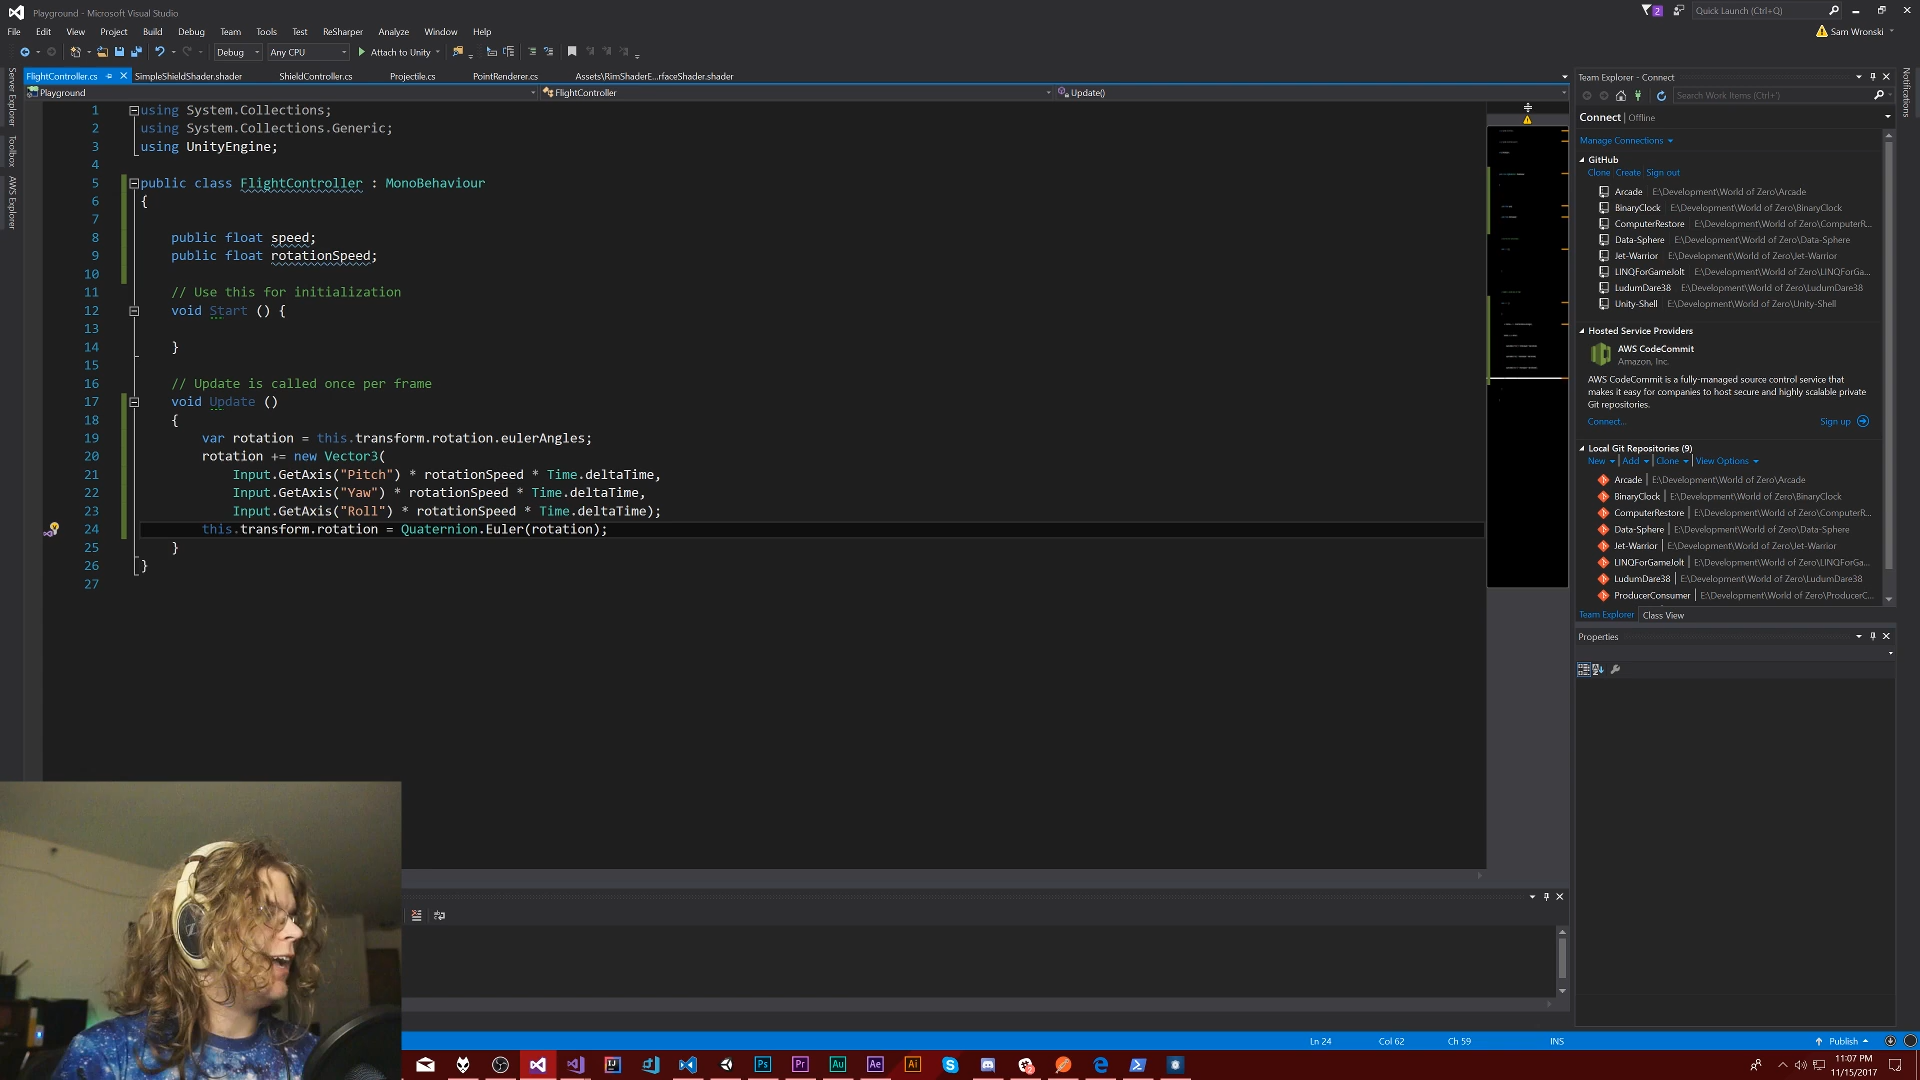 Playground - Microsoft Visual Studio
2
Quick Launch (Ctrl+Q)
File Edit View Project Build Debug Team Tools Test ReSharper Analyze Window Help
Sam Wronski
Debug Any CPU Attach to Unity
FlightController.cs SimpleShieldShader.shader ShieldController.cs Projectile.cs PointRenderer.cs Assets\RimShaderE...rfaceShader.shader
Playground FlightController Update()
Server Explorer
Toolbox
AWS Explorer
1 using System.Collections;
2 using System.Collections.Generic;
3 using UnityEngine;
4
5 public class FlightController : MonoBehaviour
6 {
7
8 public float speed;
9 public float rotationSpeed;
10
11 // Use this for initialization
12 void Start () {
13
14 }
15
16 // Update is called once per frame
17 void Update ()
18 {
19 var rotation = this.transform.rotation.eulerAngles;
20 rotation += new Vector3(
21 Input.GetAxis("Pitch") * rotationSpeed * Time.deltaTime,
22 Input.GetAxis("Yaw") * rotationSpeed * Time.deltaTime,
23 Input.GetAxis("Roll") * rotationSpeed * Time.deltaTime);
24 this.transform.rotation = Quaternion.Euler(rotation);
25 }
26 }
27
Team Explorer - Connect
Search Work Items (Ctrl+')
Connect | Offline
Manage Connections
GitHub
Clone Create Sign out
Arcade E:\Development\World of Zero\Arcade
BinaryClock E:\Development\World of Zero\BinaryClock
ComputerRestore E:\Development\World of Zero\ComputerR...
Data-Sphere E:\Development\World of Zero\Data-Sphere
Jet-Warrior E:\Development\World of Zero\Jet-Warrior
LINQForGameJolt E:\Development\World of Zero\LINQForGa...
LudumDare38 E:\Development\World of Zero\LudumDare38
Unity-Shell E:\Development\World of Zero\Unity-Shell
Hosted Service Providers
AWS CodeCommit
Amazon, Inc.
AWS CodeCommit is a fully-managed source control service that
makes it easy for companies to host secure and highly scalable private
Git repositories.
Connect... Sign up
Local Git Repositories (9)
New Add Clone View Options
Arcade | E:\Development\World of Zero\Arcade
BinaryClock | E:\Development\World of Zero\BinaryClock
ComputerRestore | E:\Development\World of Zero\ComputerR...
Data-Sphere | E:\Development\World of Zero\Data-Sphere
Jet-Warrior | E:\Development\World of Zero\Jet-Warrior
LINQForGameJolt | E:\Development\World of Zero\LINQForGa...
LudumDare38 | E:\Development\World of Zero\LudumDare38
ProducerConsumer | E:\Development\World of Zero\ProducerC...
Team Explorer Class View
Properties
Notifications
Ln 24 Col 62 Ch 59 INS Publish
Ps Pr Au Ae Ai
11:07 PM
11/15/2017